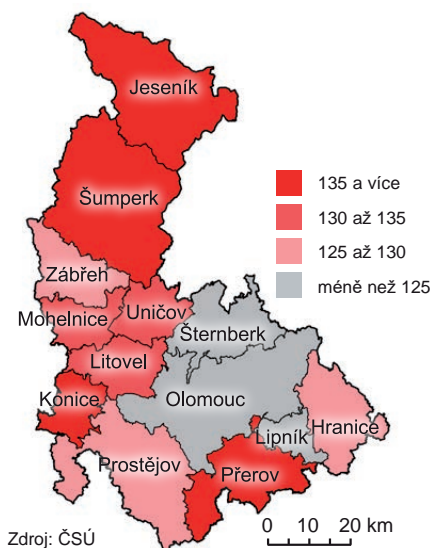 Jeseník
Šumperk
135 a více
130 až 135
125 až 130
méně než 125
Zábřeh
Mohelnice
Uničov
Šternberk
Litovel
Konice
Olomouc
Lipník
Hranice
Prostějov
Přerov
Zdroj: ČSÚ
0 10 20 km